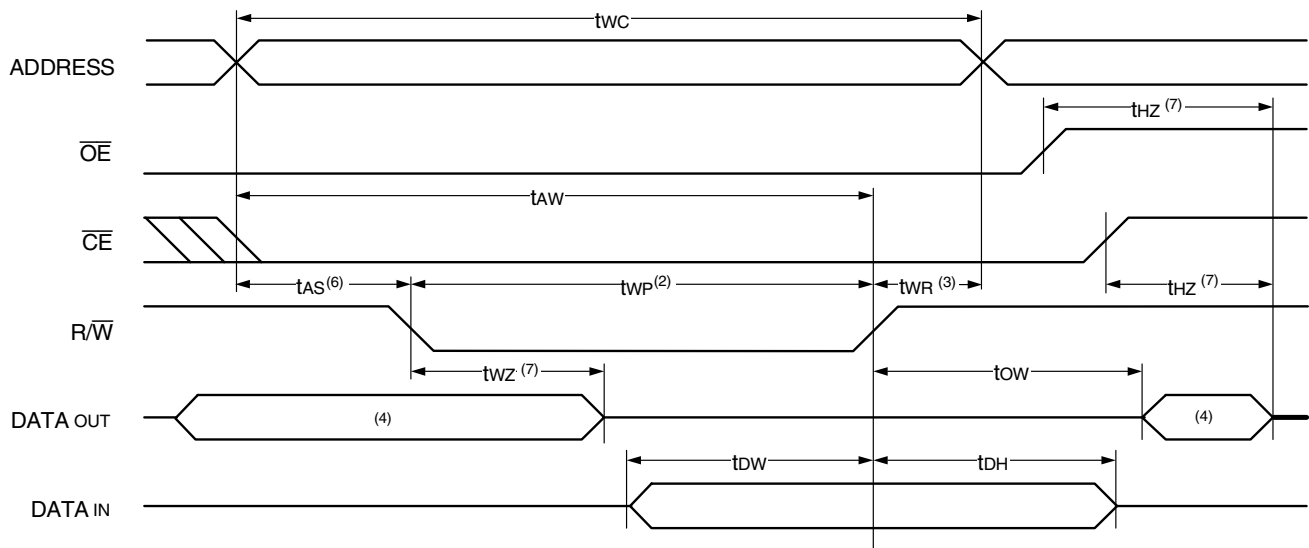 tWC
ADDRESS
tHZ (7)
OE
tAW
CE
tAS(6) tWP(2) tWR (3) tHZ (7)
R/W
tWZ (7) tOW
DATA OUT (4) (4)
tDW tDH
DATA IN